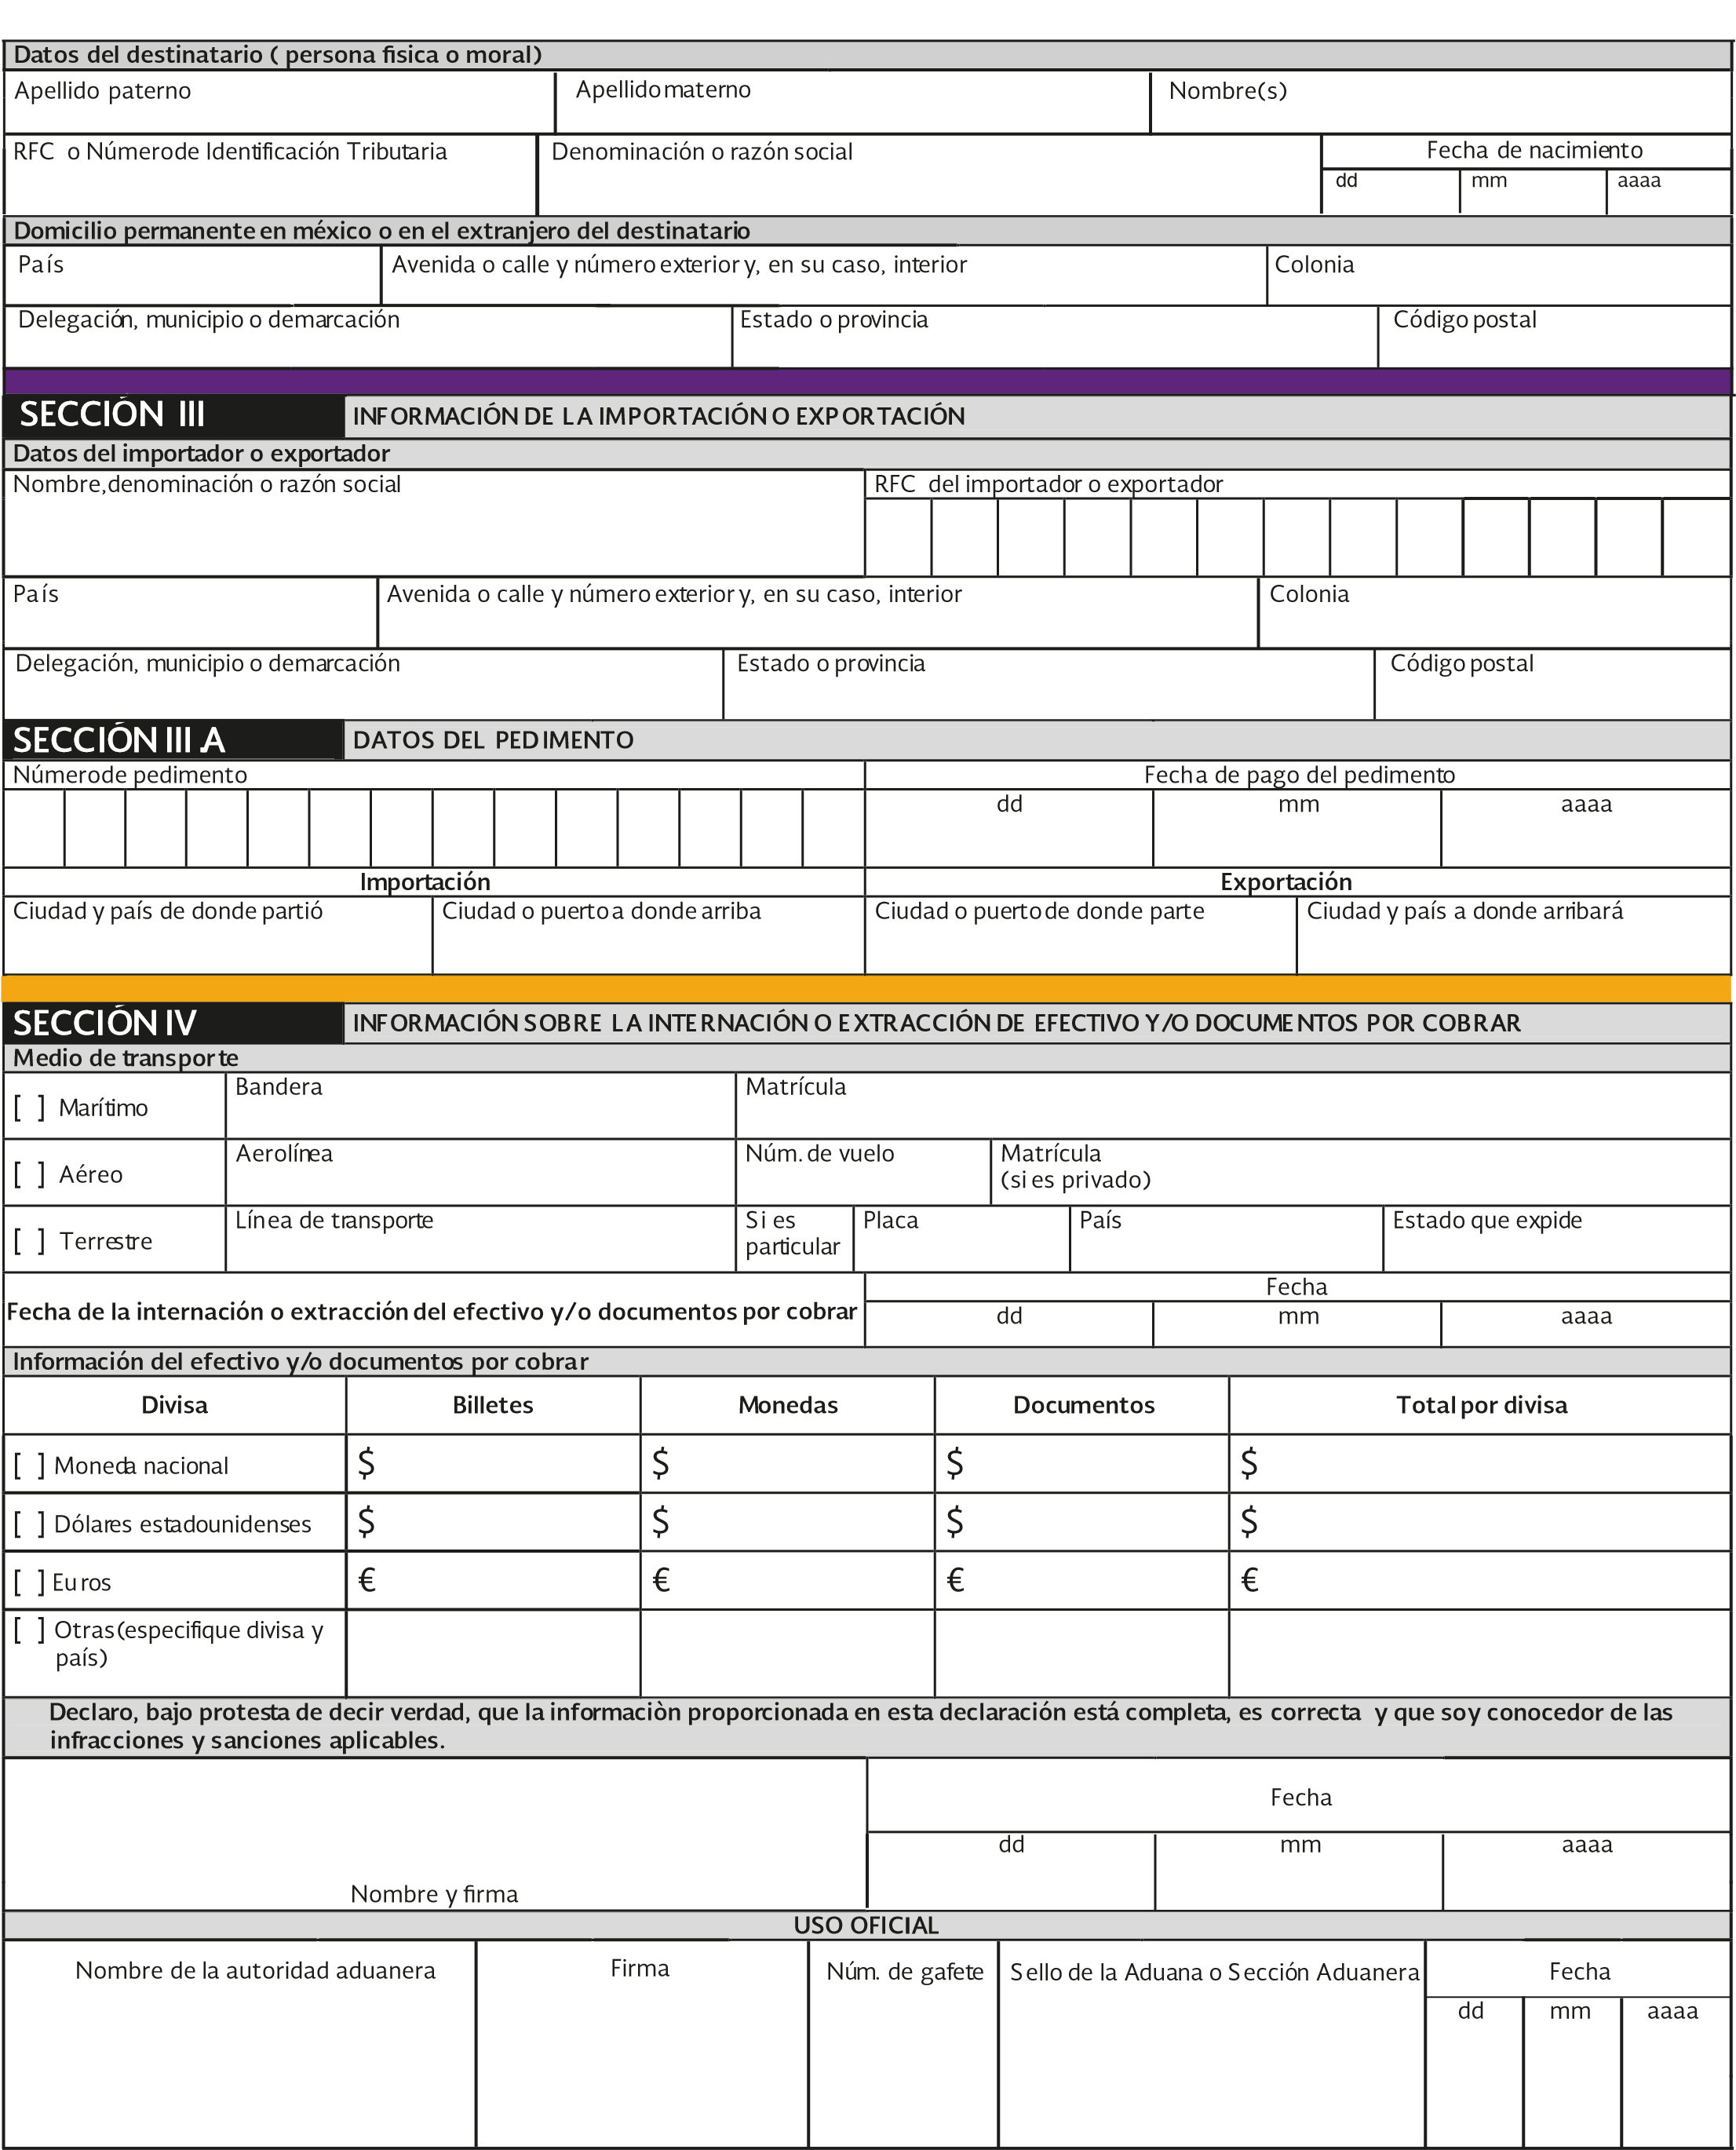 Datos del destinatario ( persona fisica o moral)
Apellido paterno Apellido materno Nombre(s)
RFC o Número de Identificación Tributaria Denominación o razón social Fecha de nacimiento
dd mm aaaa
Domicilio permanente en méxico o en el extranjero del destinatario
País Avenida o calle y número exterior y, en su caso, interior Colonia
Delegación, municipio o demarcación Estado o provincia Código postal
SECCIÓN III INFORMACIÓN DE LA IMPORTACIÓN O EXPORTACIÓN
Datos del importador o exportador
Nombre, denominación o razón social RFC del importador o exportador
País Avenida o calle y número exterior y, en su caso, interior Colonia
Delegación, municipio o demarcación Estado o provincia Código postal
SECCIÓN III.A DATOS DEL PEDIMENTO
Número de pedimento Fecha de pago del pedimento
dd mm aaaa
Importación Exportación
Ciudad y país de donde partió Ciudad o puerto a donde arriba Ciudad o puerto de donde parte Ciudad y país a donde arribará
SECCIÓN IV INFORMACIÓN SOBRE LA INTERNACIÓN O EXTRACCIÓN DE EFECTIVO Y/O DOCUMENTOS POR COBRAR
Medio de transporte
[ ] Marítimo Bandera Matrícula
[ ] Aéreo Aerolínea Núm. de vuelo Matrícula
(si es privado)
[ ] Terrestre Línea de transporte Si es
particular Placa País Estado que expide
Fecha de la internación o extracción del efectivo y/o documentos por cobrar Fecha
dd mm aaaa
Información del efectivo y/o documentos por cobrar
Divisa Billetes Monedas Documentos Total por divisa
[ ] Moneda nacional $ $ $ $
[ ] Dólares estadounidenses $ $ $ $
[ ] Euros € € € €
[ ] Otras (especifique divisa y
país)
Declaro, bajo protesta de decir verdad, que la informaciòn proporcionada en esta declaración está completa, es correcta y que soy conocedor de las
infracciones y sanciones aplicables.
Fecha
dd mm aaaa
Nombre y firma
USO OFICIAL
Nombre de la autoridad aduanera Firma Núm. de gafete Sello de la Aduana o Sección Aduanera Fecha
dd mm aaaa